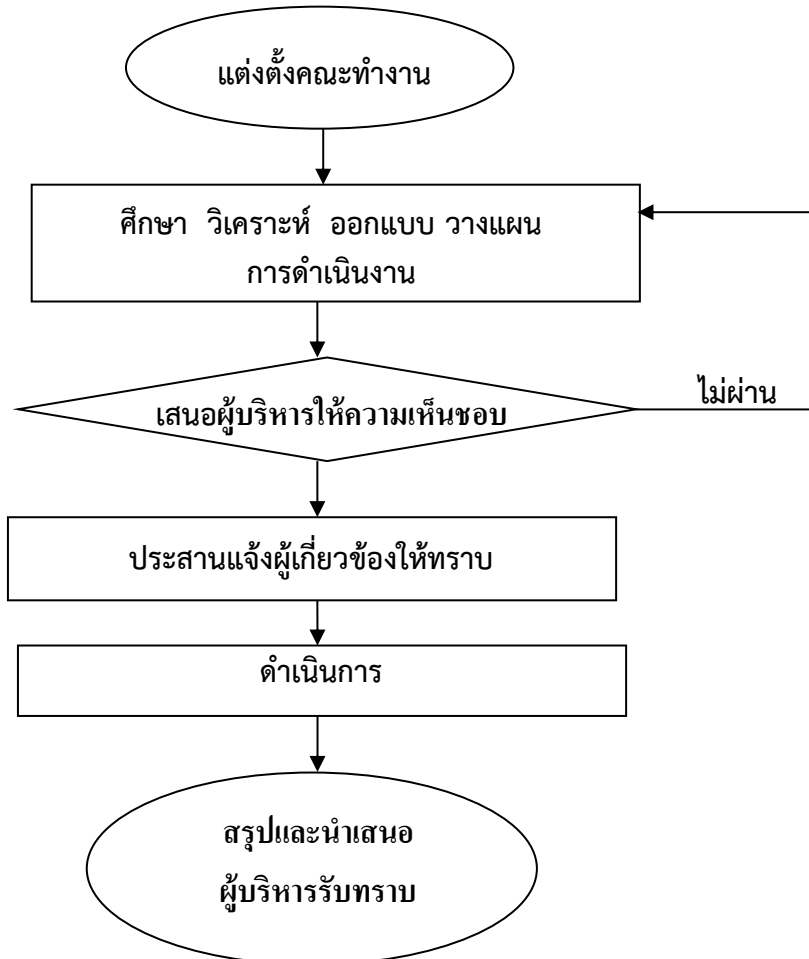 แต่งตั้งคณะทำงาน
ศึกษา วิเคราะห์ ออกแบบ วางแผน
การดำเนินงาน
เสนอผู้บริหารให้ความเห็นชอบ
ไม่ผ่าน
ประสานแจ้งผู้เกี่ยวข้องให้ทราบ
ดำเนินการ
สรุปและนำเสนอ
ผู้บริหารรับทราบ